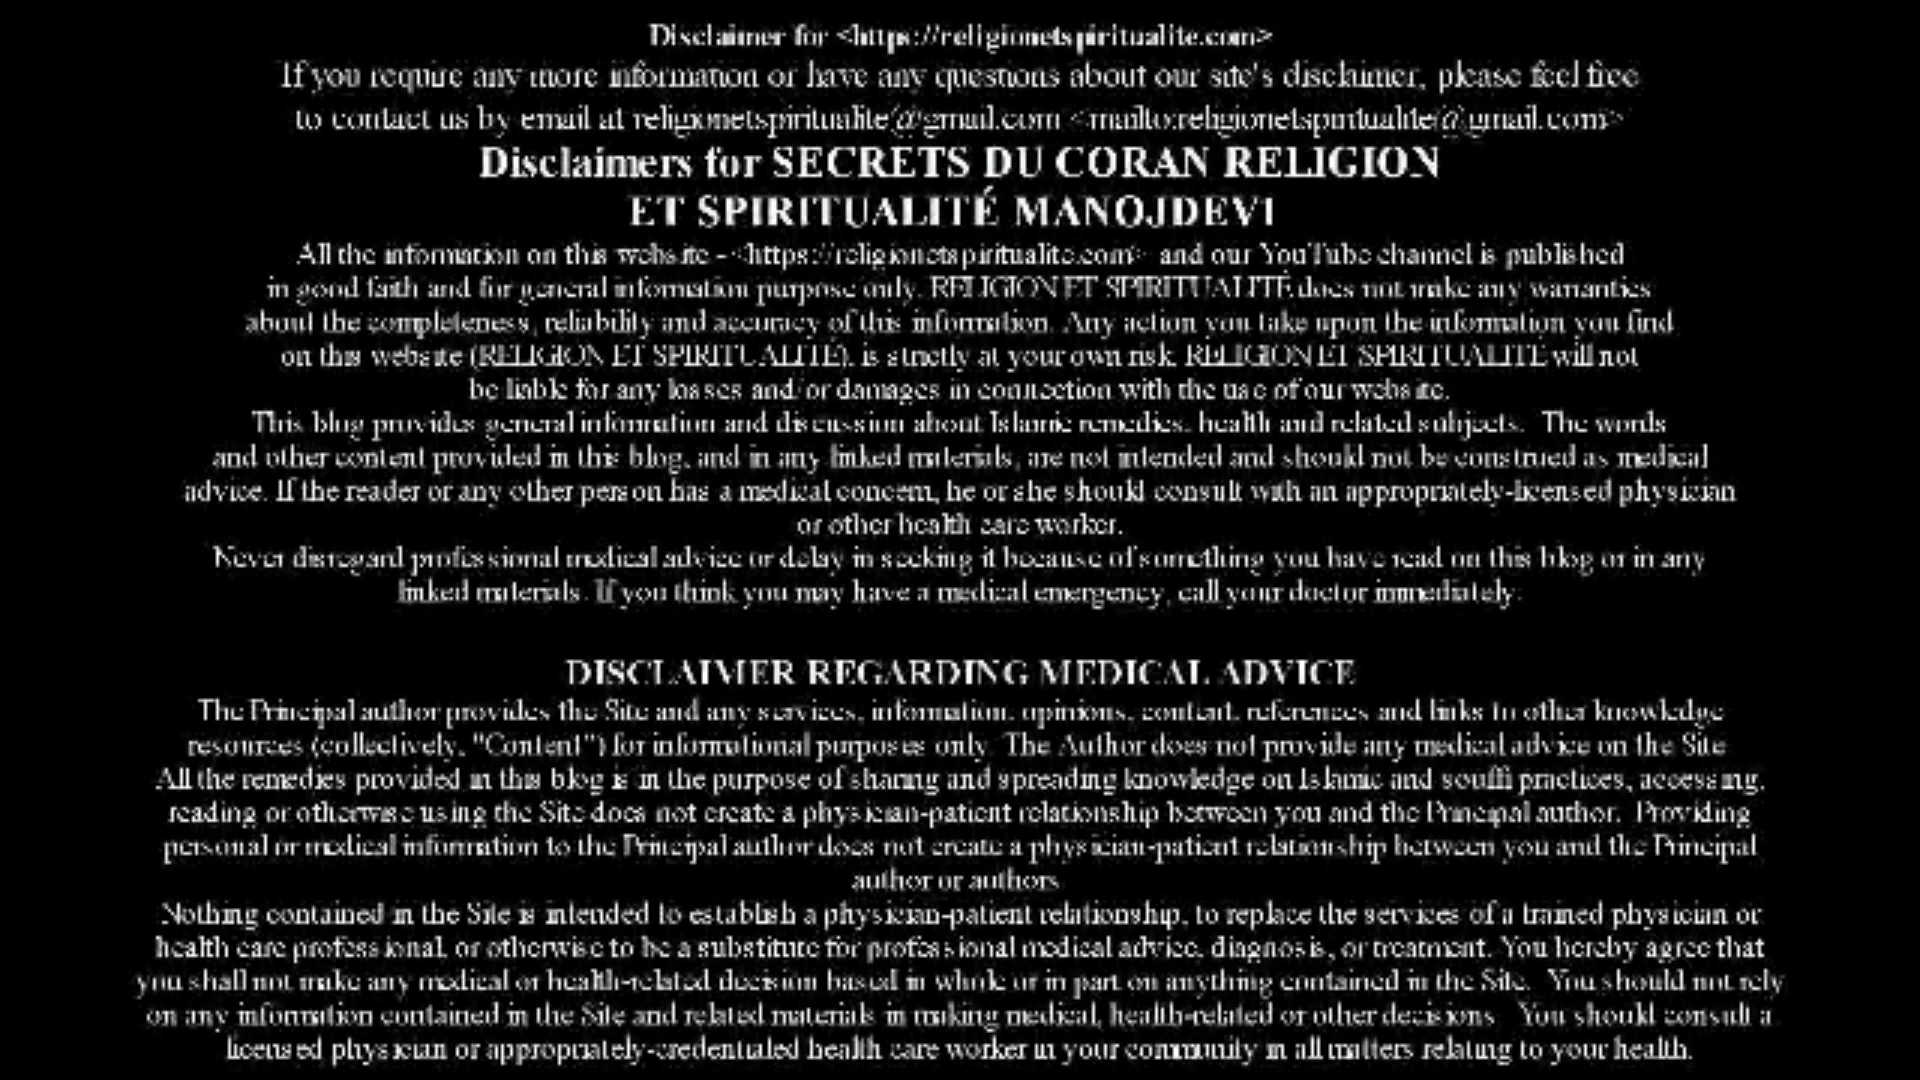 Disclaimer for <https://religionetspiritualite.com>
If you require any more information or have any questions about our site's disclaimer, please feel free
to contact us by email at religionetspiritualite@gmail.com <mailto:religionetspiritualite@gmail.com>
Disclaimers for SECRETS DU CORAN RELIGION
ET SPIRITUALITÉ MANOJDEV1
All the information on this website - <https://religionetspiritualite.com> and our YouTube channel is published
in good faith and for general information purpose only. RELIGION ET SPIRITUALITÉ does not make any warranties
about the completeness, reliability and accuracy of this information. Any action you take upon the information you find
on this website (RELIGION ET SPIRITUALITE), is strictly at your own risk. RELIGION ET SPIRITUALITE will not
be liable for any losses and/or damages in connection with the use of our website.
This blog provides general information and discussion about Islamic remedies, health and related subjects. The words
and other content provided in this blog, and in any linked materials, are not intended and should not be construed as medical
advice. If the reader or any other person has a medical concern, he or she should consult with an appropriately-licensed physician
or other health care worker.
Never disregard professional medical advice or delay in seeking it because of something you have read on this blog or in any
linked materials. If you think you may have a medical emergency, call your doctor immediately.
DISCLAIMER REGARDING MEDICAL ADVICE
The Principal author provides the Site and any services, information, opinions, content, references and links to other knowledge
resources (collectively, "Content") for informational purposes only. The Author does not provide any medical advice on the Site
All the remedies provided in this blog is in the purpose of sharing and spreading knowledge on Islamic and souffi practices, accessing,
reading or otherwise using the Site does not create a physician-patient relationship between you and the Principal author. Providing
personal or medical information to the Principal author does not create a physician-patient relationship between you and the Principal
author or authors
Nothing contained in the Site is intended to establish a physician-patient relationship, to replace the services of a trained physician or
health care professional, or otherwise to be a substitute for professional medical advice, diagnosis, or treatment. You hereby agree that
you shall not make any medical or health-related decision based in whole or in part on anything contained in the Site. You should not rely
on any information contained in the Site and related materials in making medical, health-related or other decisions. You should consult a
licensed physician or appropriately-credentialed health care worker in your community in all matters relating to your health.